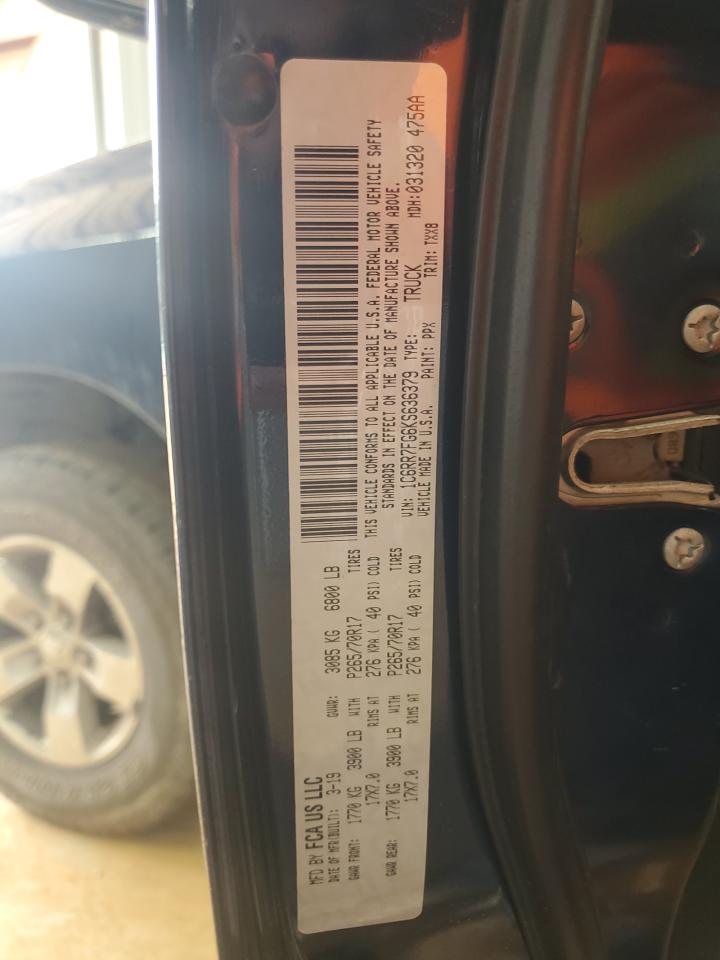 MFD BY FCA US LLC
DATE OF MFR(BUILT): 3-19 GVWR: 3085 KG 6800 LB
GAWR FRONT: 1770 KG 3900 LB WITH P265/70R17 TIRES
17X7.0 RIMS AT 276 KPA ( 40 PSI) COLD
GAWR REAR: 1770 KG 3900 LB WITH P265/70R17 TIRES
17X7.0 RIMS AT 276 KPA ( 40 PSI) COLD
THIS VEHICLE CONFORMS TO ALL APPLICABLE U.S.A. FEDERAL MOTOR VEHICLE SAFETY
STANDARDS IN EFFECT ON THE DATE OF MANUFACTURE SHOWN ABOVE.
VIN: 1C6RR7FG6KS636379 TYPE: TRUCK MDH:031320 475AA
VEHICLE MADE IN U.S.A. PAINT: PPX TRIM: TXX8